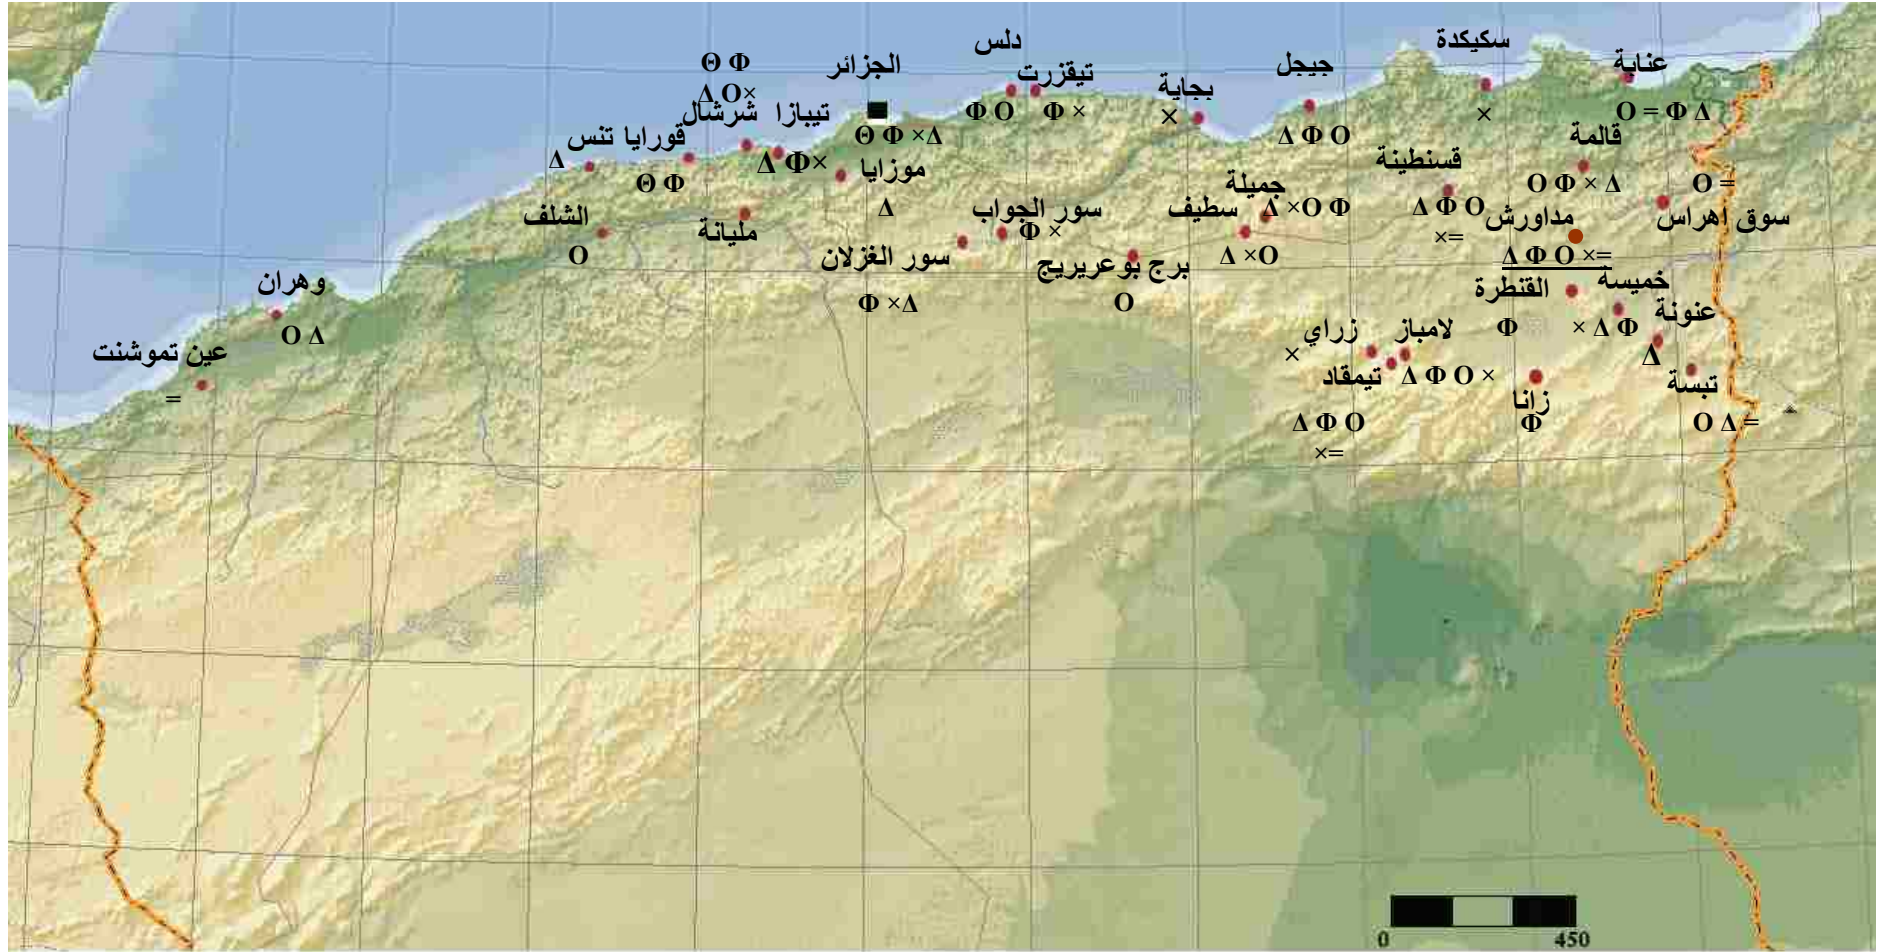 سكيكدة
دلس
الجزائر
Θ Φ
Δ O×
تيقزرت
جيجل
عنابة
بجاية
Φ O
Φ ×
×
×
O = Φ Δ
تيبازا
شرشال
Θ Φ ×Δ
Δ Φ O
قالمة
قورايا
تنس
Δ
Δ Φ×
موزايا
قسنطينة
Θ Φ
O Φ × Δ
O =
جميلة
Δ
سور الجواب
سطيف
Δ ×O Φ
Δ Φ O
×=
مداورش
سوق اهراس
الشلف
مليانة
Φ ×
O
سور الغزلان
برج بوعريريج
Δ ×O
Δ Φ O ×=
خميسة
القنطرة
وهران
Φ ×Δ
O
عنونة
O Δ
زراي
لامباز
Φ
× Δ Φ
عين تموشنت
×
Δ
تيمقاد
Δ Φ O ×
تبسة
=
زانا
Δ Φ O
×=
Φ
O Δ =
0 450